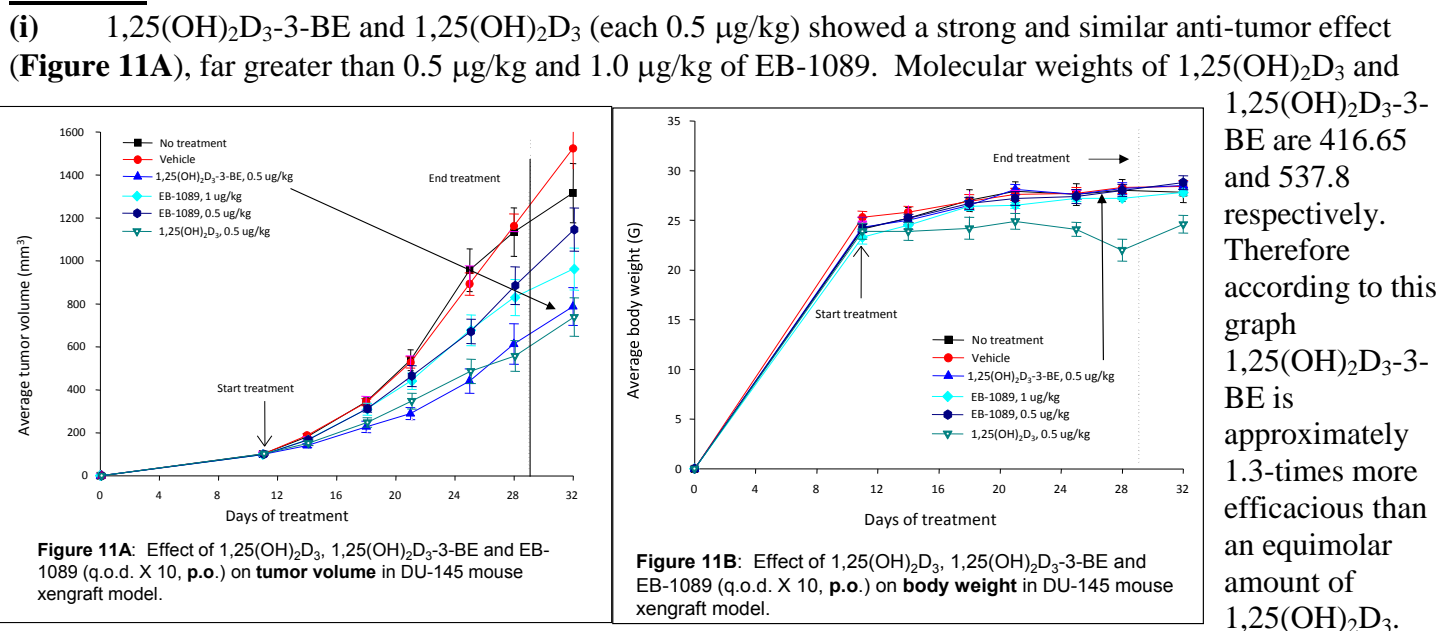 (i) 1,25(OH)₂D₃-3-BE and 1,25(OH)₂D₃ (each 0.5 µg/kg) showed a strong and similar anti-tumor effect
(Figure 11A), far greater than 0.5 µg/kg and 1.0 µg/kg of EB-1089. Molecular weights of 1,25(OH)₂D₃ and
1,25(OH)₂D₃-3-
BE are 416.65
and 537.8
respectively.
Therefore
according to this
graph
1,25(OH)₂D₃-3-
BE is
approximately
1.3-times more
efficacious than
an equimolar
amount of
1,25(OH)₂D₃.
Average tumor volume (mm³)
1600
1400
1200
1000
800
600
400
200
0
No treatment
Vehicle
1,25(OH)₂D₃-3-BE, 0.5 ug/kg
EB-1089, 1 ug/kg
EB-1089, 0.5 ug/kg
1,25(OH)₂D₃, 0.5 ug/kg
End treatment
Start treatment
0 4 8 12 16 20 24 28 32
Days of treatment
Figure 11A: Effect of 1,25(OH)₂D₃, 1,25(OH)₂D₃-3-BE and EB-
1089 (q.o.d. X 10, p.o.) on tumor volume in DU-145 mouse
xengraft model.
Average body weight (G)
35
30
25
20
15
10
5
0
End treatment
Start treatment
No treatment
Vehicle
1,25(OH)₂D₃-3-BE, 0.5 ug/kg
EB-1089, 1 ug/kg
EB-1089, 0.5 ug/kg
1,25(OH)₂D₃, 0.5 ug/kg
0 4 8 12 16 20 24 28 32
Days of treatment
Figure 11B: Effect of 1,25(OH)₂D₃, 1,25(OH)₂D₃-3-BE and
EB-1089 (q.o.d. X 10, p.o.) on body weight in DU-145 mouse
xengraft model.